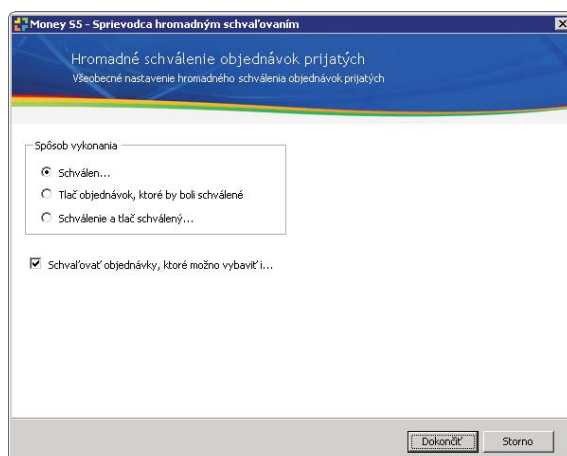 Money S5 - Sprievodca hromadným schvaľovaním
Hromadné schválenie objednávok prijatých
Všeobecné nastavenie hromadného schválenia objednávok prijatých
Spôsob vykonania
Schválen...
Tlač objednávok, ktoré by boli schválené
Schválenie a tlač schválený...
Schvaľovať objednávky, ktoré možno vybaviť i...
Dokončiť
Storno